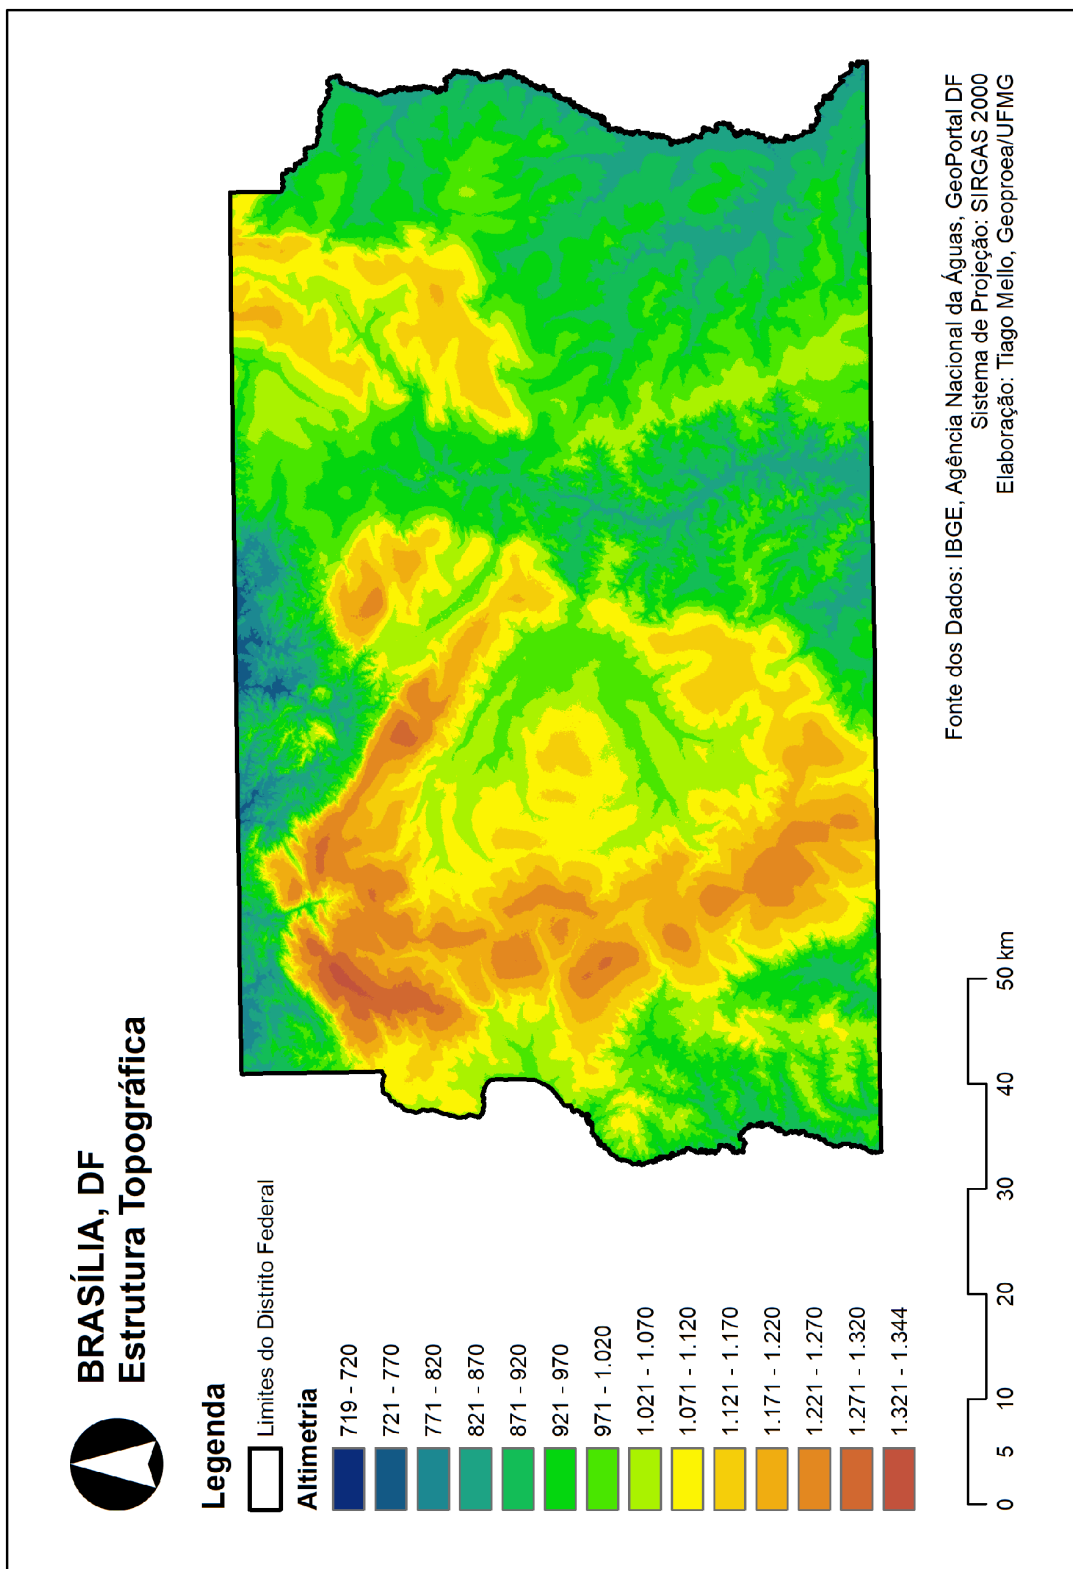 BRASÍLIA, DF
Estrutura Topográfica
Legenda
Limites do Distrito Federal
Altimetria
719 - 720
721 - 770
771 - 820
821 - 870
871 - 920
921 - 970
971 - 1.020
1.021 - 1.070
1.071 - 1.120
1.121 - 1.170
1.171 - 1.220
1.221 - 1.270
1.271 - 1.320
1.321 - 1.344
0 5 10 20 30 40 50 km
Fonte dos Dados: IBGE, Agência Nacional da Águas, GeoPortal DF
Sistema de Projeção: SIRGAS 2000
Elaboração: Tiago Mello, Geoproea/UFMG